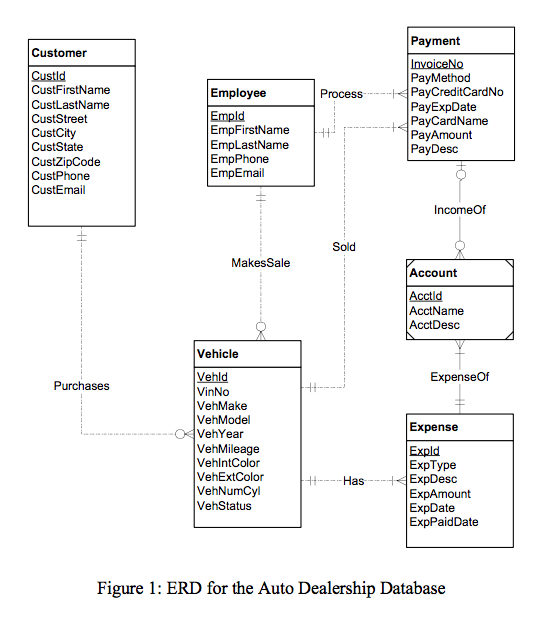 Customer
CustId
CustFirstName
CustLastName
CustStreet
CustCity
CustState
CustZipCode
CustPhone
CustEmail
Employee
EmpId
EmpFirstName
EmpLastName
EmpPhone
EmpEmail
Process
Payment
InvoiceNo
PayMethod
PayCreditCardNo
PayExpDate
PayCardName
PayAmount
PayDesc
IncomeOf
Sold
MakesSale
Account
AcctId
AcctName
AcctDesc
Purchases
Vehicle
VehId
VinNo
VehMake
VehModel
VehYear
VehMileage
VehIntColor
VehExtColor
VehNumCyl
VehStatus
ExpenseOf
Has
Expense
ExpId
ExpType
ExpDesc
ExpAmount
ExpDate
ExpPaidDate
Figure 1: ERD for the Auto Dealership Database